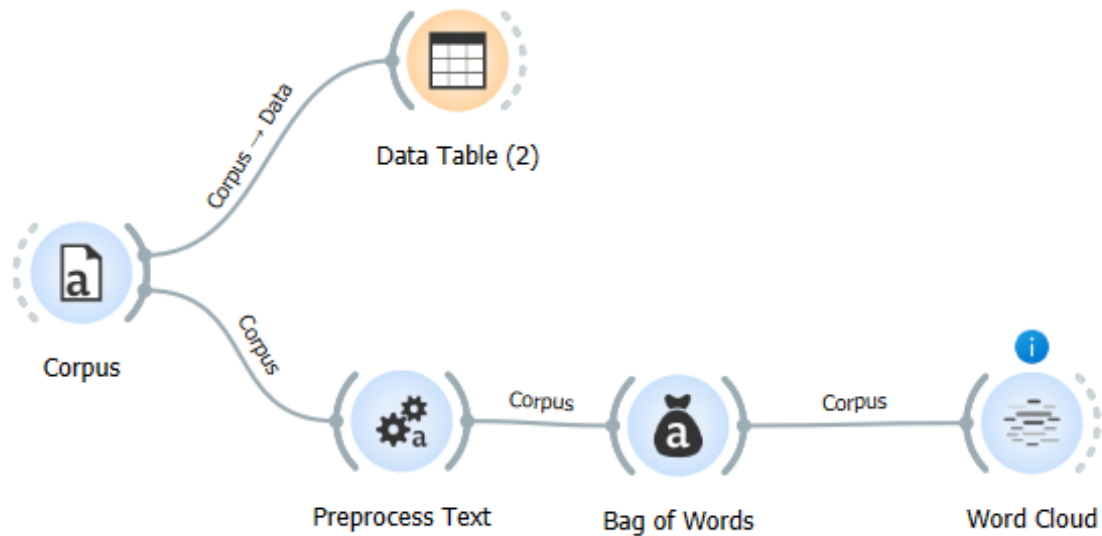 Corpus → Data
Data Table (2)
a
Corpus
Corpus
a
Preprocess Text
Corpus
a
Bag of Words
Corpus
i
Word Cloud